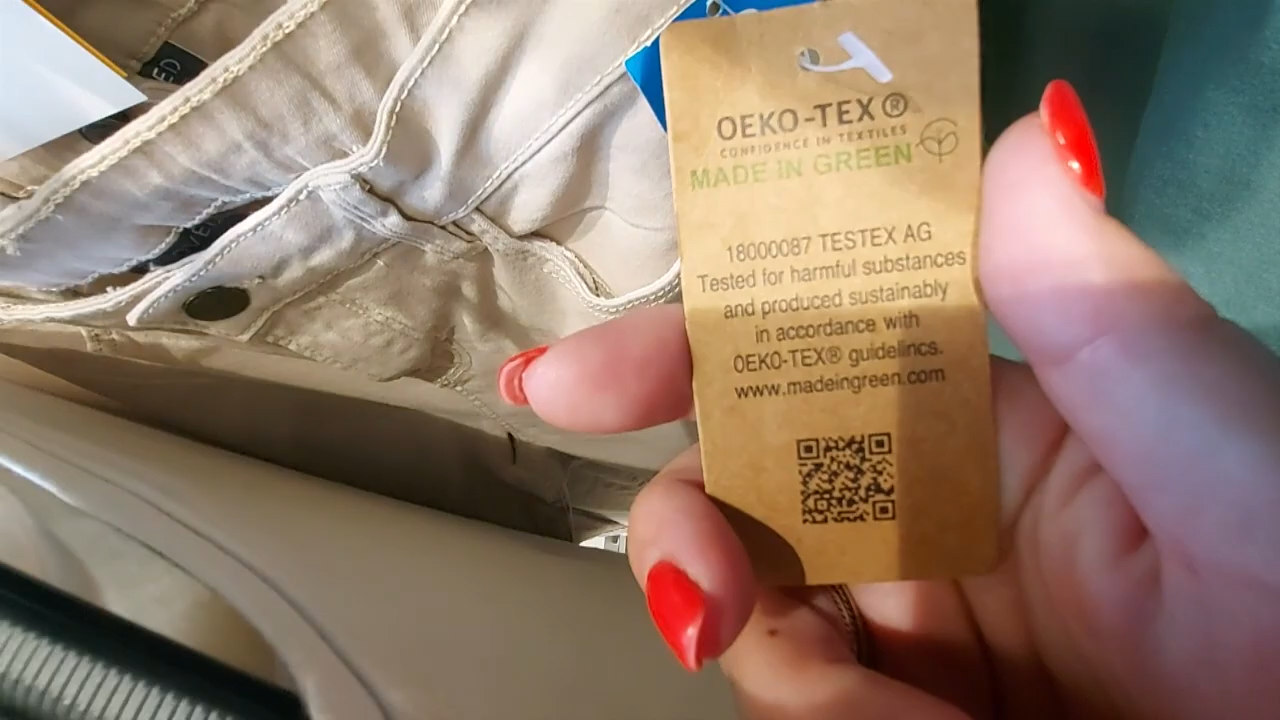 OEKO-TEX®
CONFIDENCE IN TEXTILES
MADE IN GREEN
18000087 TESTEX AG
Tested for harmful substances
and produced sustainably
in accordance with
OEKO-TEX® guidelincs.
www.madeingreen.com